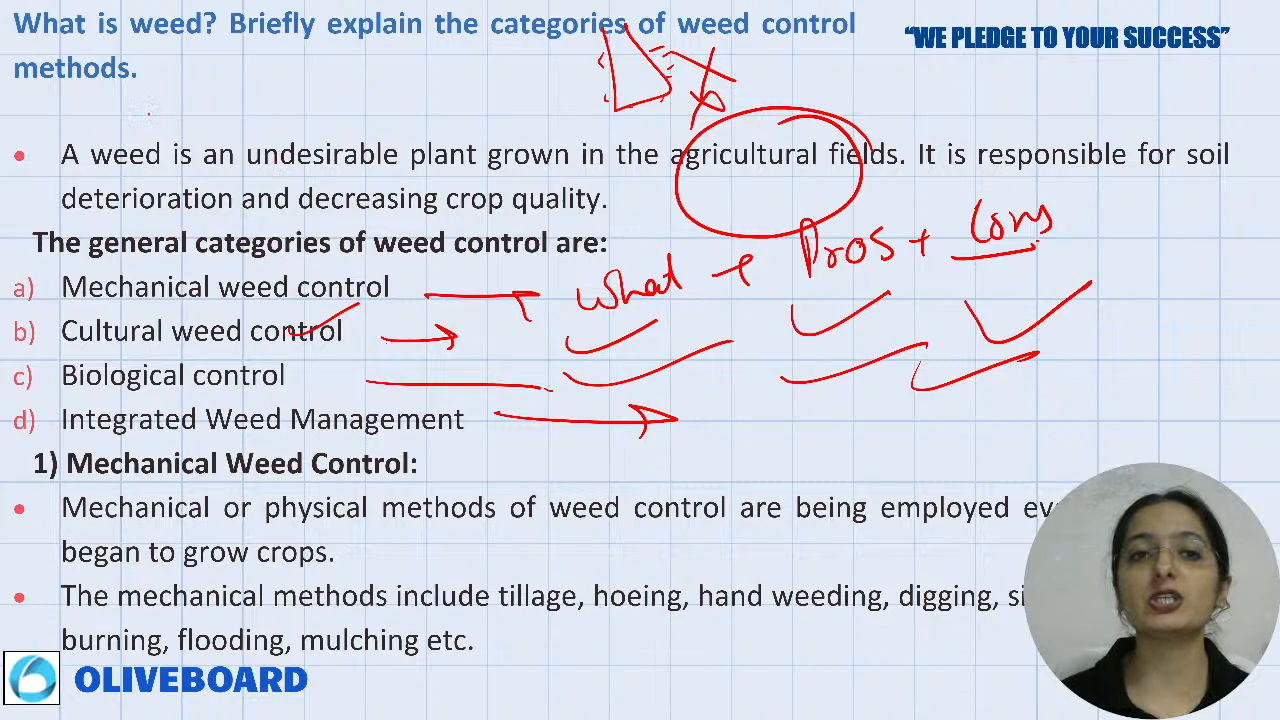 What is weed? Briefly explain the categories of weed control
methods.
“WE PLEDGE TO YOUR SUCCESS”
• A weed is an undesirable plant grown in the agricultural fields. It is responsible for soil
deterioration and decreasing crop quality.
The general categories of weed control are:
a) Mechanical weed control
What + Pros + Cons
b) Cultural weed control
c) Biological control
d) Integrated Weed Management
1) Mechanical Weed Control:
• Mechanical or physical methods of weed control are being employed
began to grow crops.
• The mechanical methods include tillage, hoeing, hand weeding, digging,
burning, flooding, mulching etc.
OLIVEBOARD